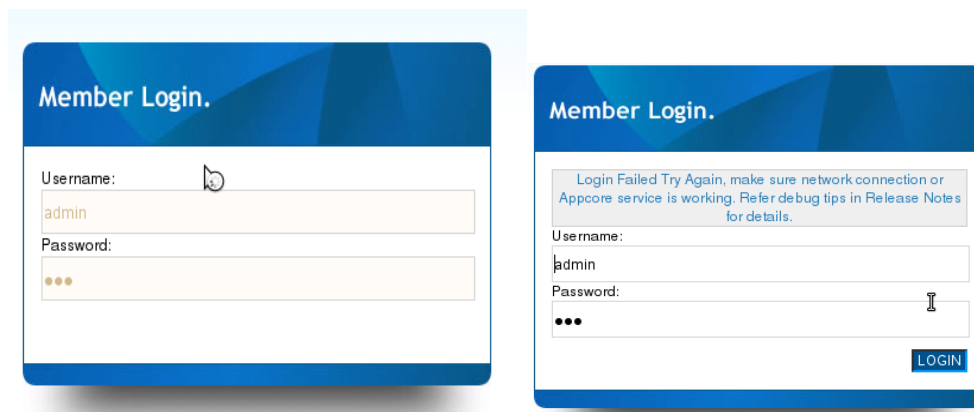 Member Login.
Username:
admin
Password:
●●●
Member Login.
Login Failed Try Again, make sure network connection or
Appcore service is working. Refer debug tips in Release Notes
for details.
Username:
admin
Password:
●●●
LOGIN